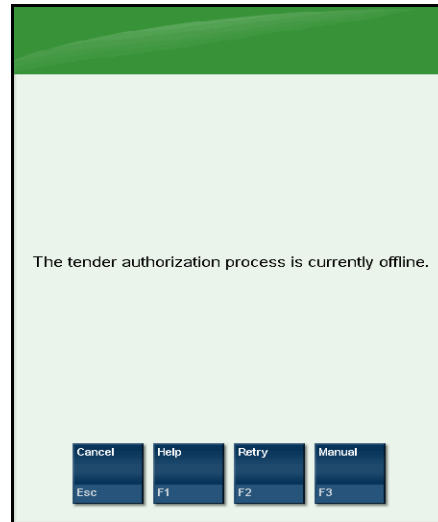 The tender authorization process is currently offline.
Cancel Help Retry Manual
Esc F1 F2 F3